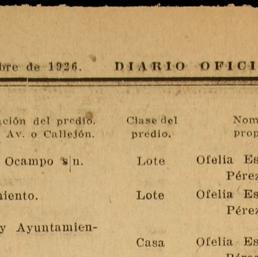 bre de 1926. DIARIO OFICI
ción del predio. Clase del Nom
Av. o Callejón. predio. prop
Ocampo s|n. Lote Ofelia Es
Pérez
miento. Lote Ofelia Es
Pérez
y Ayuntamien-
Casa Ofelia Es